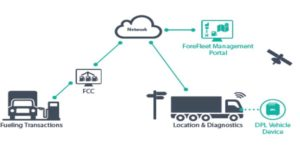 Network
ForeFleet Management
Portal
FCC
Fueling Transactions
Location & Diagnostics
DPL Vehicle
Device